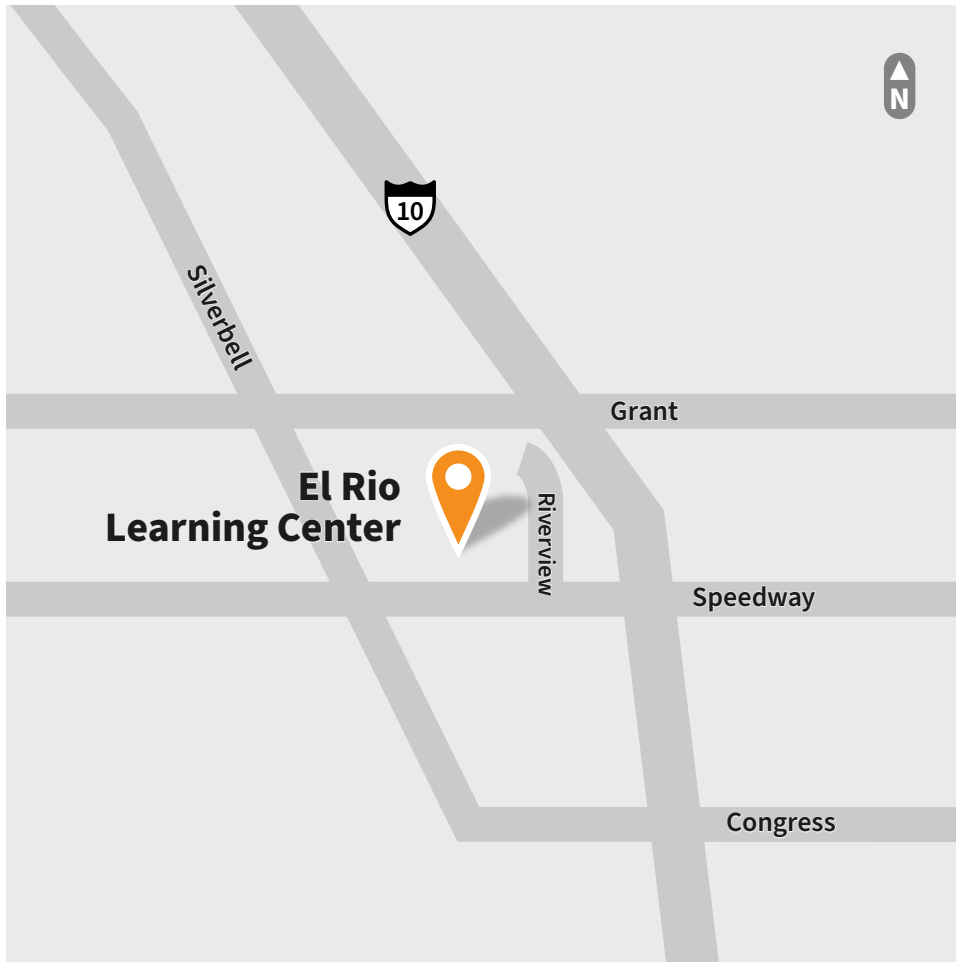 N
10
Silverbell
Grant
El Rio
Learning Center
Riverview
Speedway
Congress